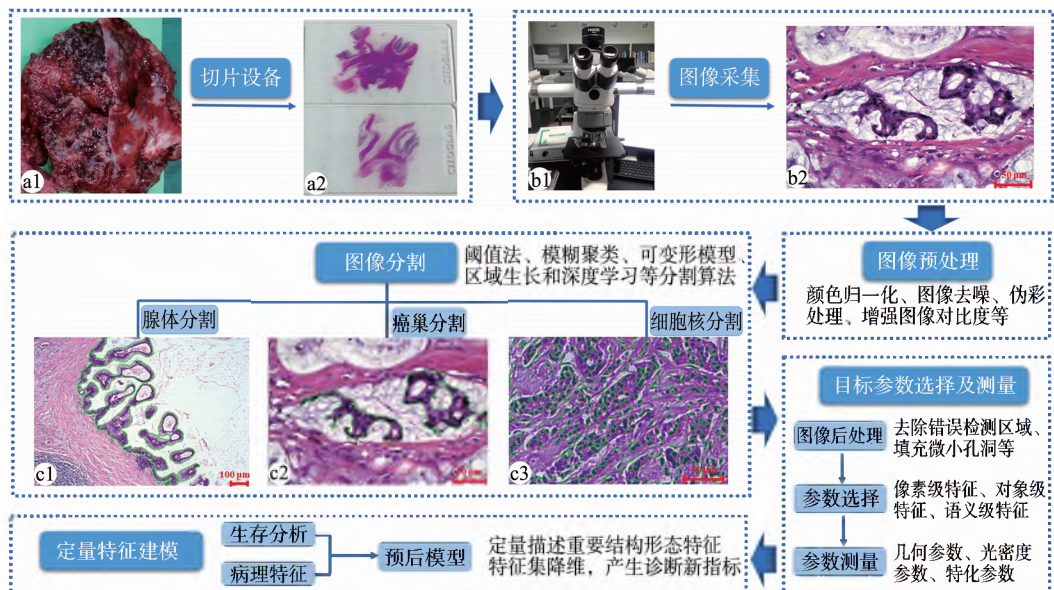 切片设备
a1
a2
CITOGLAS
CITOGLAS
图像采集
b1
b2
50 μm
图像预处理
颜色归一化、图像去噪、伪彩
处理、增强图像对比度等
图像分割
阈值法、模糊聚类、可变形模型、
区域生长和深度学习等分割算法
腺体分割
癌巢分割
细胞核分割
c1
100 μm
c2
c3
目标参数选择及测量
图像后处理
去除错误检测区域、
填充微小孔洞等
参数选择
像素级特征、对象级
特征、语义级特征
参数测量
几何参数、光密度
参数、特化参数
定量特征建模
生存分析
病理特征
预后模型
定量描述重要结构形态特征
特征集降维，产生诊断新指标